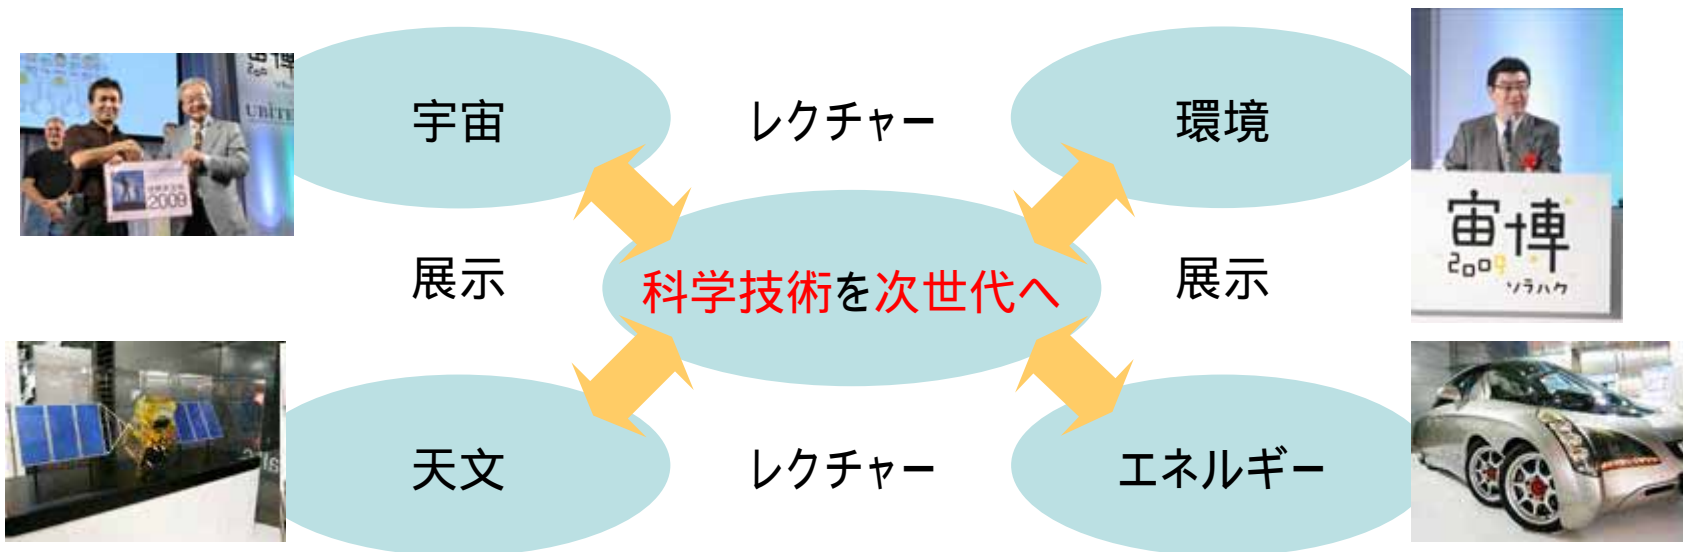 宇宙
レクチャー
環境
展示
科学技術を次世代へ
展示
天文
レクチャー
エネルギー
2009
UBITE
宙博
2009
ソラハク